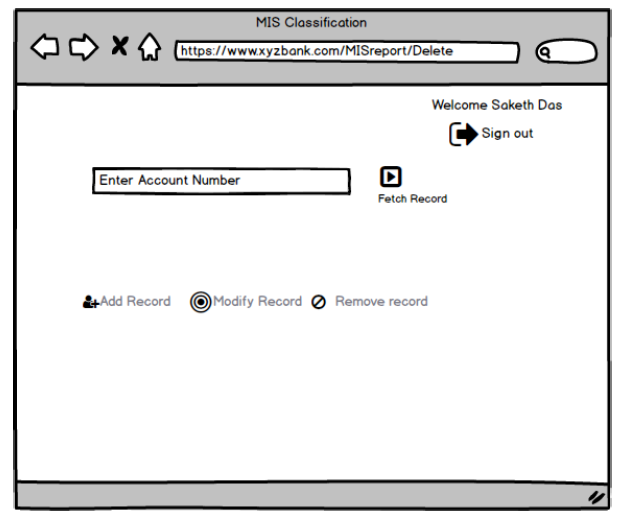 MIS Classification
https://www.xyzbank.com/MISreport/Delete
Welcome Saketh Das
Sign out
Enter Account Number
Fetch Record
Add Record Modify Record Remove record